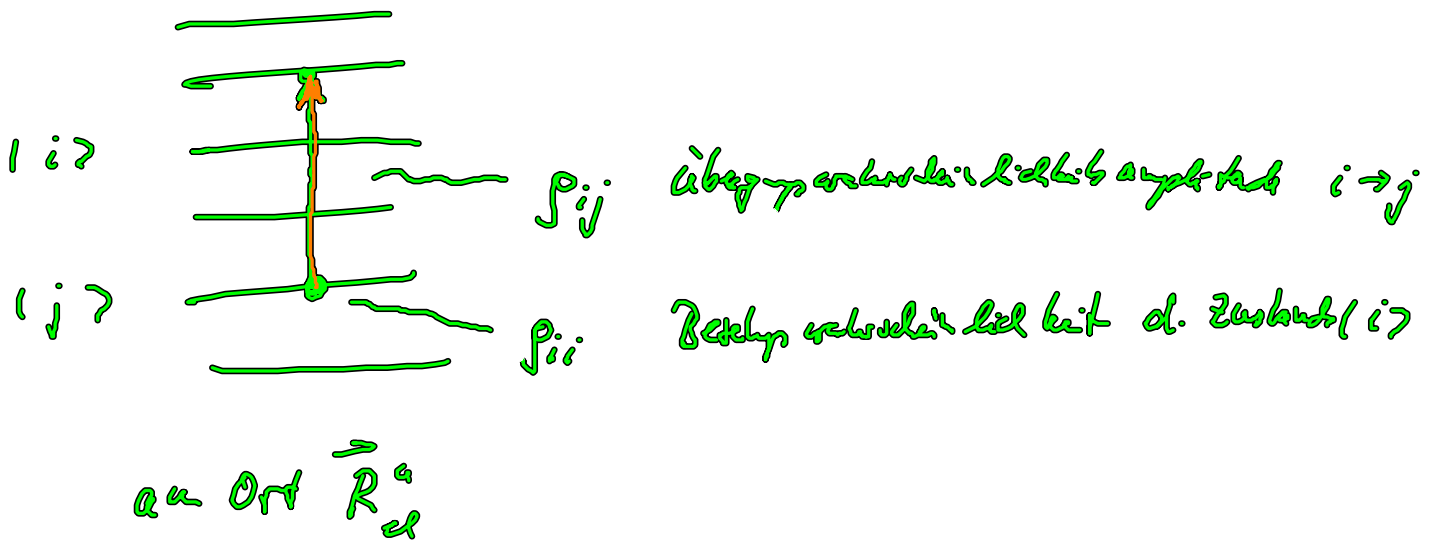 |i>
ρij Übergangswahrscheinlichkeitsamplitude i → j
|j>
ρii Besetzungswahrscheinlichkeit d. Zustands |i>
am Ort R⃗